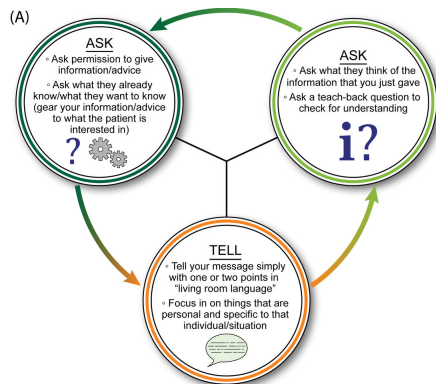 (A)
ASK
◦ Ask permission to give
information/advice
◦ Ask what they already
know/what they want to know
(gear your information/advice
to what the patient is
interested in)
?
ASK
◦ Ask what they think of the
information that you just gave
◦ Ask a teach-back question to
check for understanding
i?
TELL
◦ Tell your message simply
with one or two points in
“living room language”
◦ Focus in on things that are
personal and specific to that
individual/situation